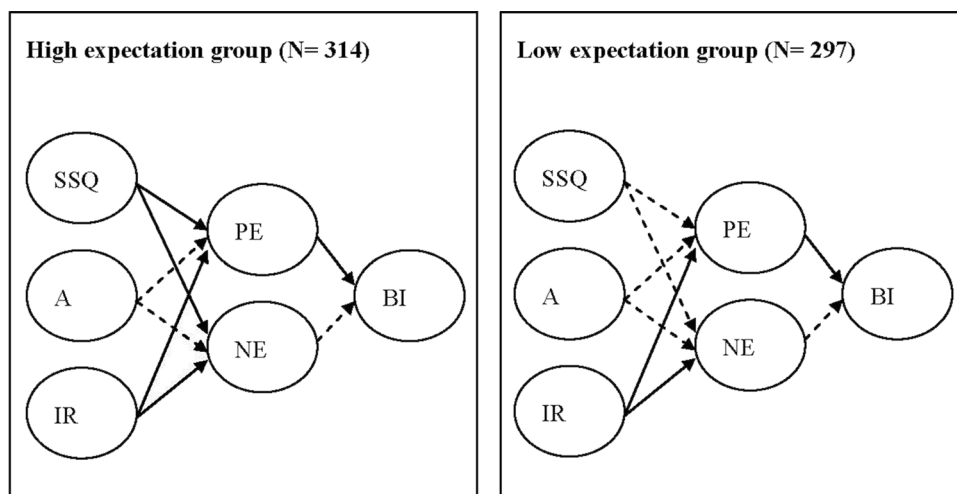 High expectation group (N= 314)
SSQ
PE
A
BI
NE
IR
Low expectation group (N= 297)
SSQ
PE
A
BI
NE
IR